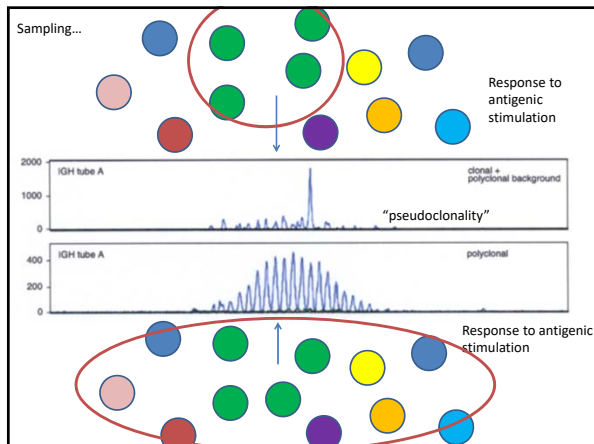 Sampling…
Response to
antigenic
stimulation
2000
1000
0
IGH tube A
clonal +
polyclonal background
“pseudoclonality”
400
200
0
IGH tube A
polyclonal
Response to antigenic
stimulation